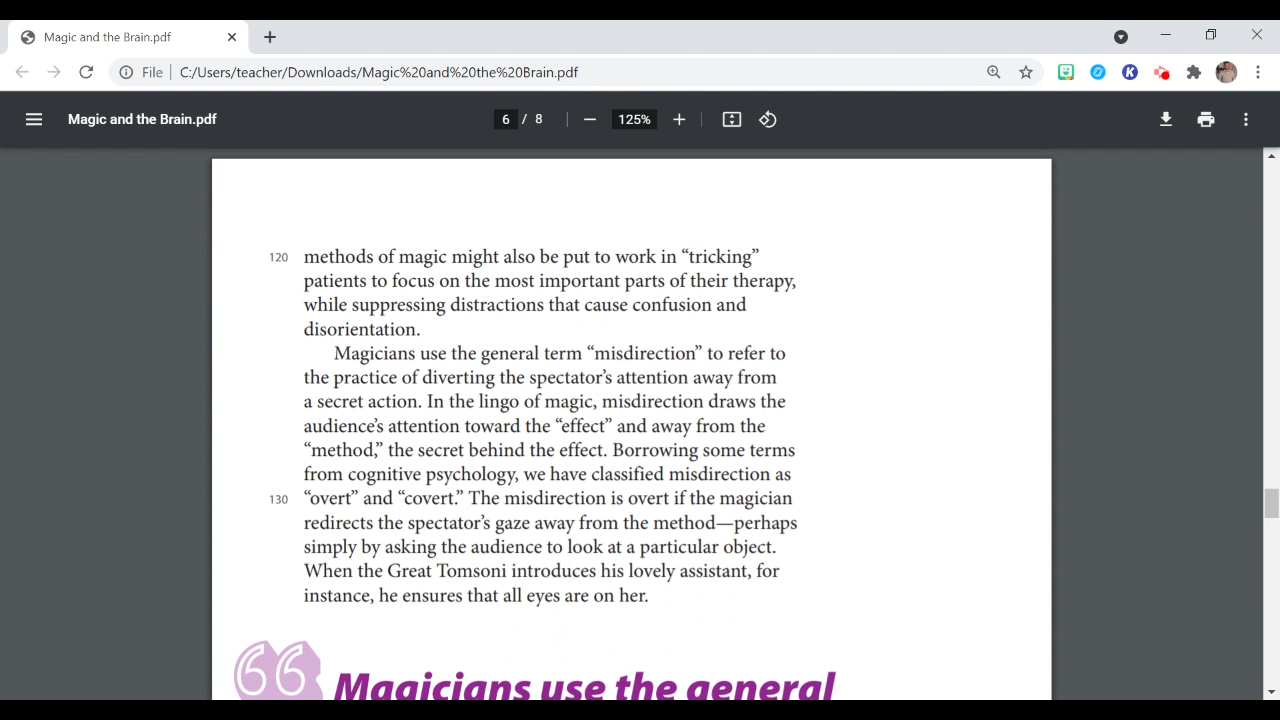 Magic and the Brain.pdf
File | C:/Users/teacher/Downloads/Magic%20and%20the%20Brain.pdf
Magic and the Brain.pdf
6 / 8
125%
120 methods of magic might also be put to work in “tricking”
patients to focus on the most important parts of their therapy,
while suppressing distractions that cause confusion and
disorientation.
Magicians use the general term “misdirection” to refer to
the practice of diverting the spectator’s attention away from
a secret action. In the lingo of magic, misdirection draws the
audience’s attention toward the “effect” and away from the
“method,” the secret behind the effect. Borrowing some terms
from cognitive psychology, we have classified misdirection as
130 “overt” and “covert.” The misdirection is overt if the magician
redirects the spectator’s gaze away from the method—perhaps
simply by asking the audience to look at a particular object.
When the Great Tomsoni introduces his lovely assistant, for
instance, he ensures that all eyes are on her.
“ Magicians use the general